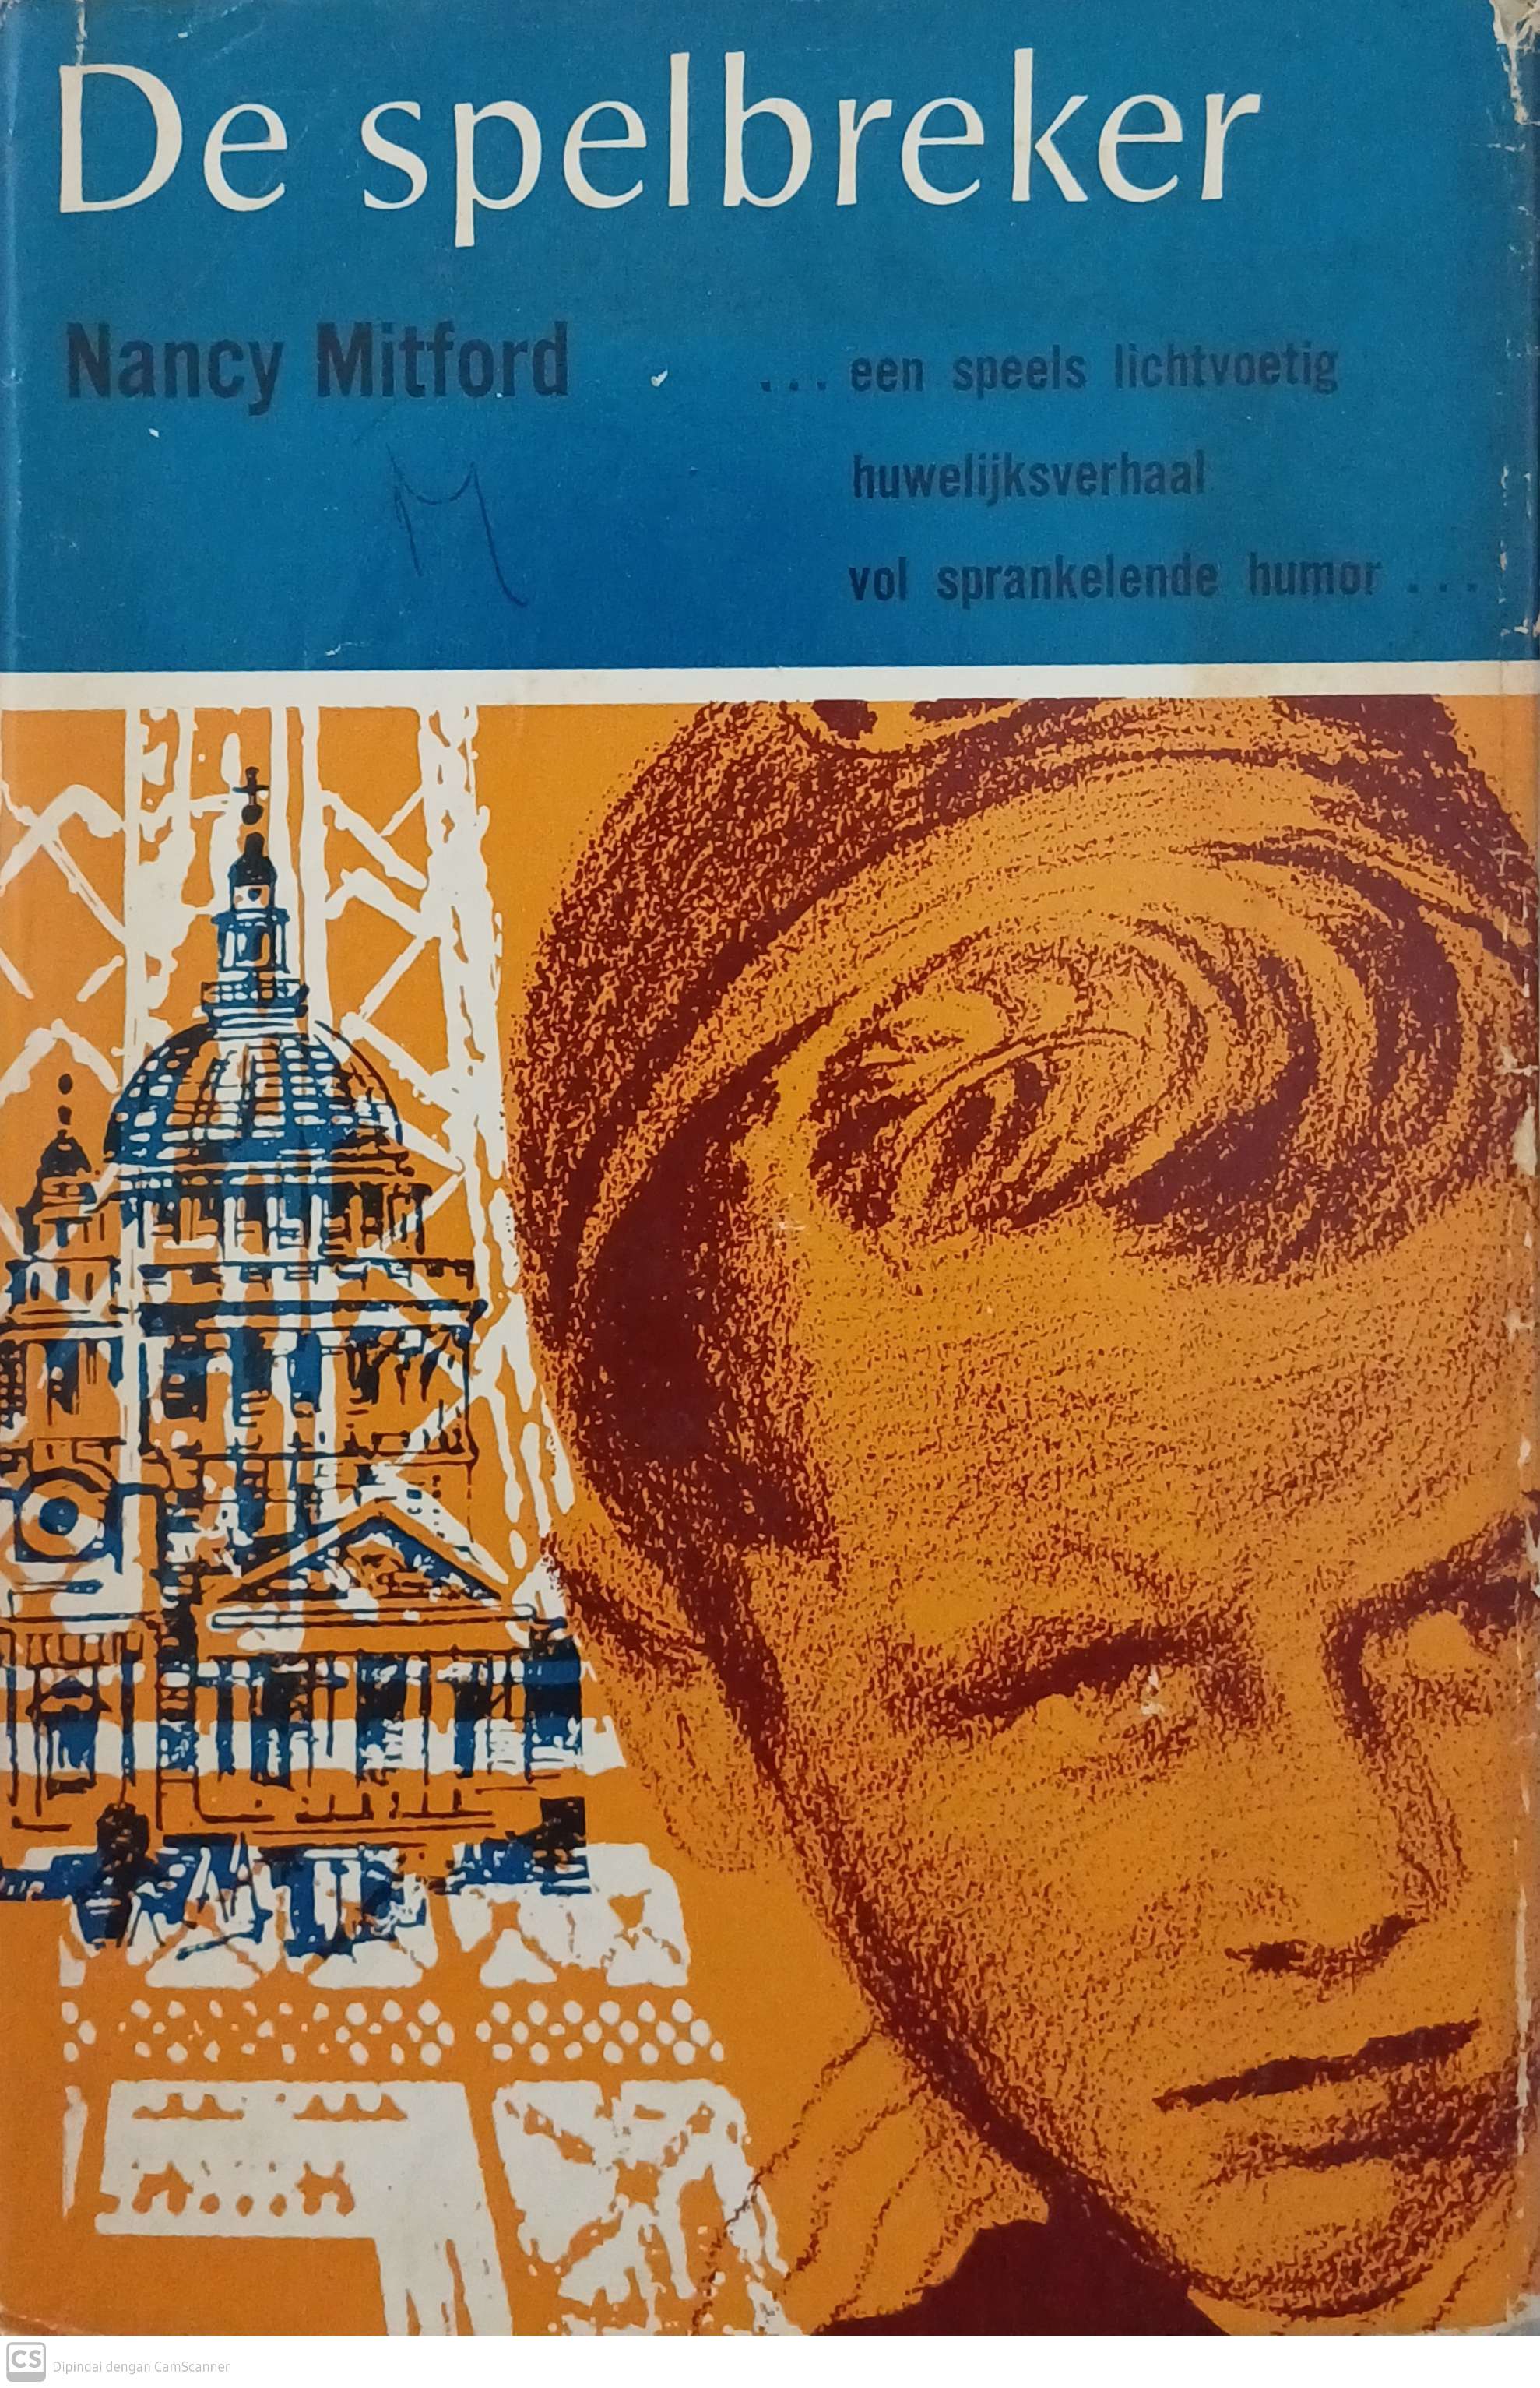 De spelbreker
Nancy Mitford
... een speels lichtvoetig
huwelijksverhaal
vol sprankelende humor ...
M
CS Dipindai dengan CamScanner